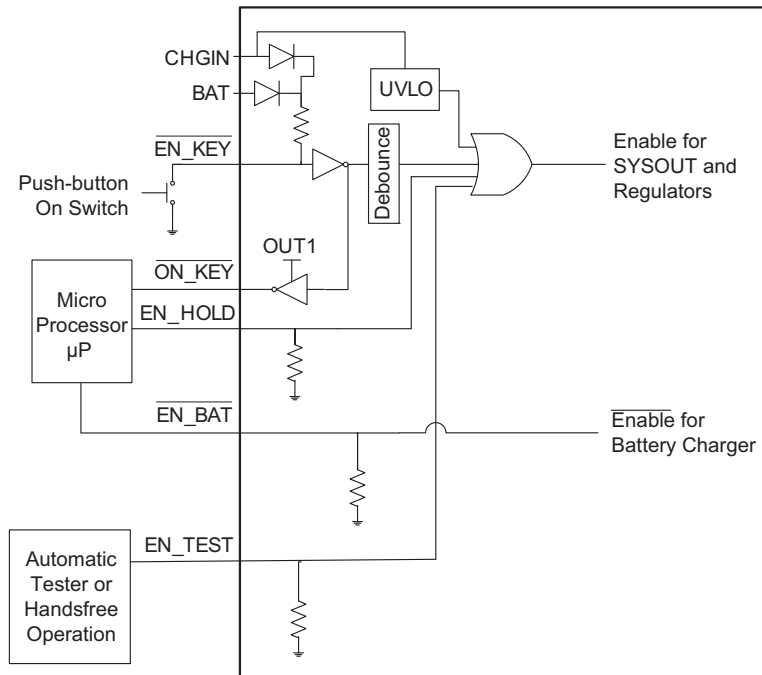 CHGIN
BAT
UVLO
EN_KEY
Debounce
Enable for
SYSOUT and
Regulators
Push-button
On Switch
OUT1
ON_KEY
Micro
Processor
µP
EN_HOLD
EN_BAT
Enable for
Battery Charger
EN_TEST
Automatic
Tester or
Handsfree
Operation